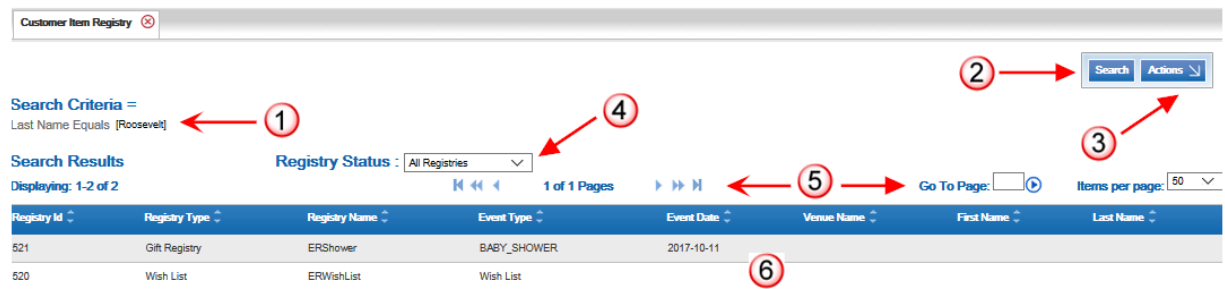 Customer Item Registry
2
Search Actions
Search Criteria =
Last Name Equals [Roosevelt]
1
4
3
Search Results Registry Status : All Registries
Displaying: 1-2 of 2 1 of 1 Pages 5 Go To Page: Items per page: 50
Registry Id Registry Type Registry Name Event Type Event Date Venue Name First Name Last Name
521 Gift Registry ERShower BABY_SHOWER 2017-10-11
6
520 Wish List ERWishList Wish List